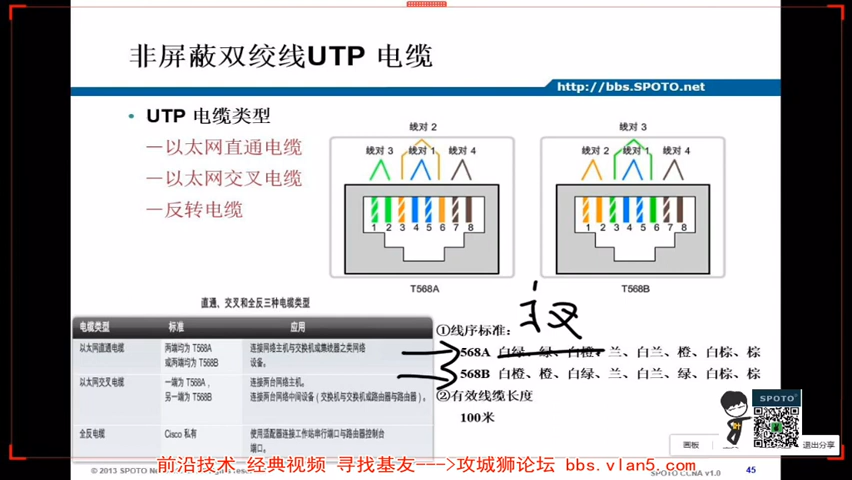 非屏蔽双绞线UTP 电缆
http://bbs.SPOTO.net
• UTP 电缆类型
—以太网直通电缆
—以太网交叉电缆
—反转电缆
线对 2
线对 3 线对 1 线对 4
1 2 3 4 5 6 7 8
T568A
线对 3
线对 2 线对 1 线对 4
1 2 3 4 5 6 7 8
T568B
直通、交叉和全反三种电缆类型
电缆类型 标准 应用
以太网直通电缆 两端均为 T568A 连接网络主机与交换机或集线器之类网络
或两端均为 T568B 设备。
以太网交叉电缆 一端为 T568A， 连接两台网络主机。
另一端为 T568B 连接两台网络中间设备（交换机与交换机或路由器与路由器）。
全反电缆 Cisco 私有 使用适配器连接工作站串行端口与路由器控制台
端口。
①线序标准：
568A 白绿、绿、白橙、兰、白兰、橙、白棕、棕
568B 白橙、橙、白绿、兰、白兰、绿、白棕、棕
②有效线缆长度
100米
SPOTO
画板
退出分享
前沿技术 经典视频 寻找基友--->攻城狮论坛 bbs.vlan5.com
© 2013 SPOTO
SPOTO CCNA v1.0
45